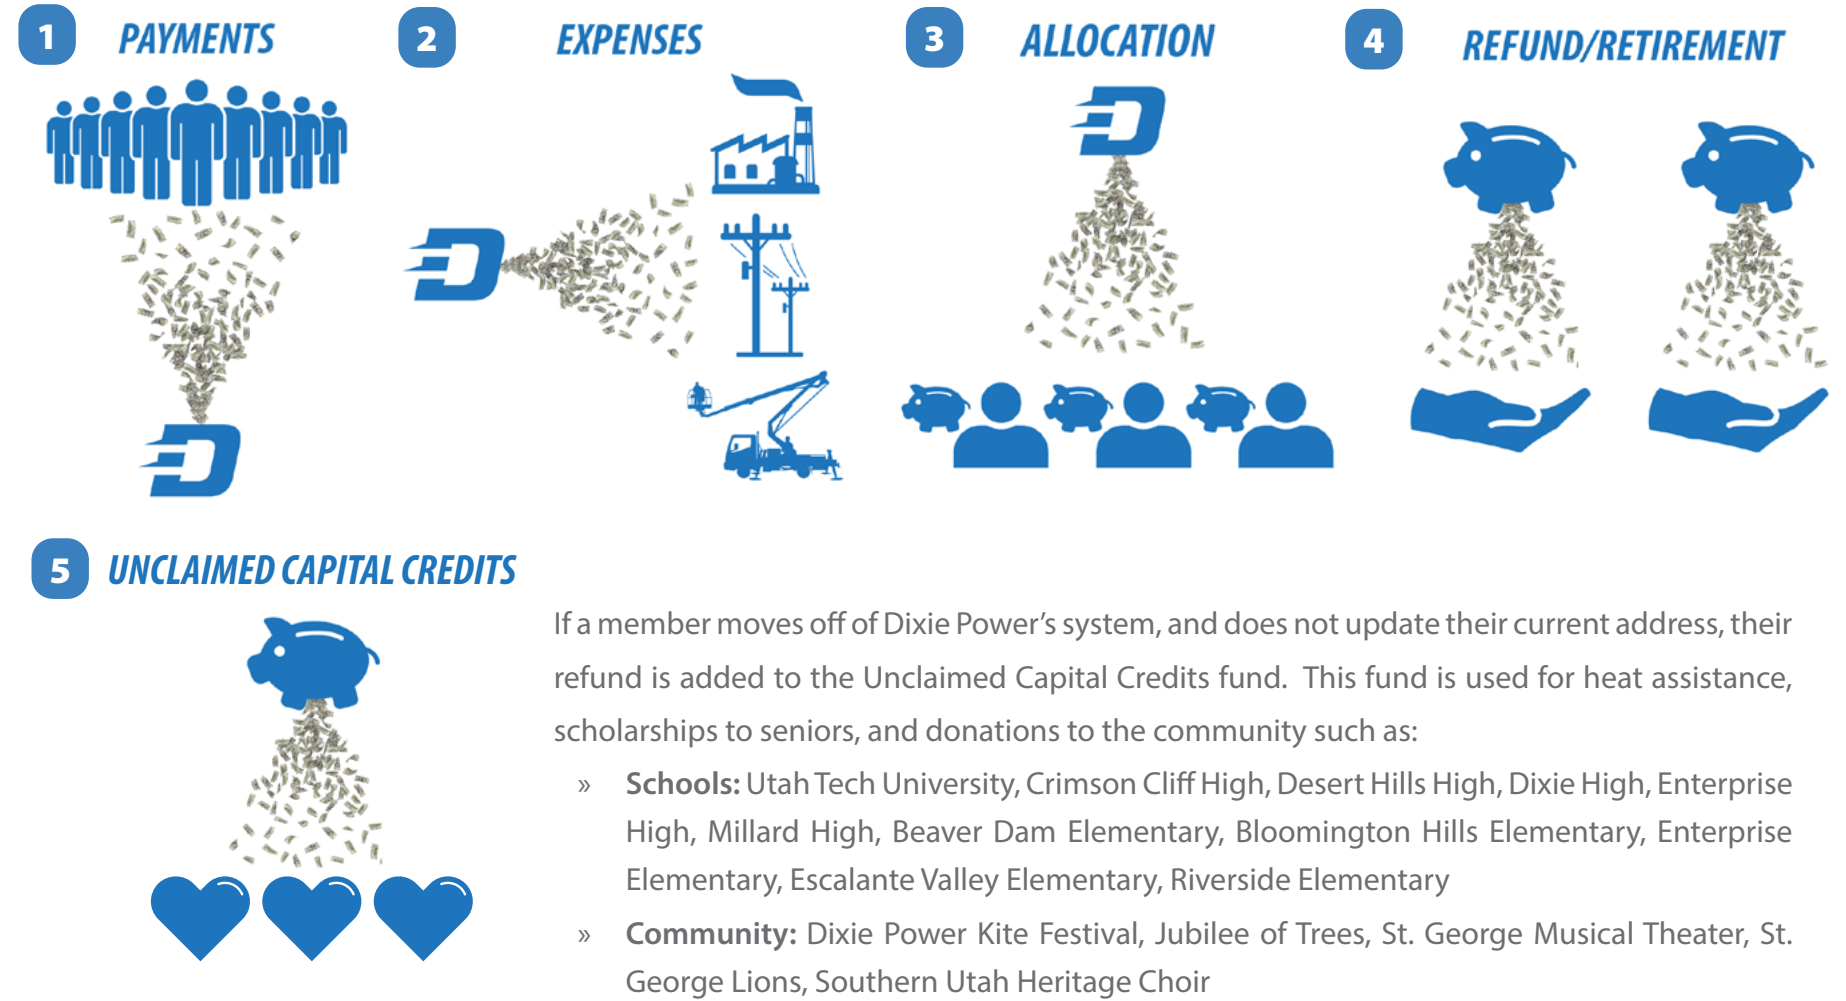 1 PAYMENTS
2 EXPENSES
3 ALLOCATION
4 REFUND/RETIREMENT
5 UNCLAIMED CAPITAL CREDITS
If a member moves off of Dixie Power’s system, and does not update their current address, their
refund is added to the Unclaimed Capital Credits fund.  This fund is used for heat assistance,
scholarships to seniors, and donations to the community such as:
» Schools: Utah Tech University, Crimson Cliff High, Desert Hills High, Dixie High, Enterprise
High, Millard High, Beaver Dam Elementary, Bloomington Hills Elementary, Enterprise
Elementary, Escalante Valley Elementary, Riverside Elementary
» Community: Dixie Power Kite Festival, Jubilee of Trees, St. George Musical Theater, St.
George Lions, Southern Utah Heritage Choir